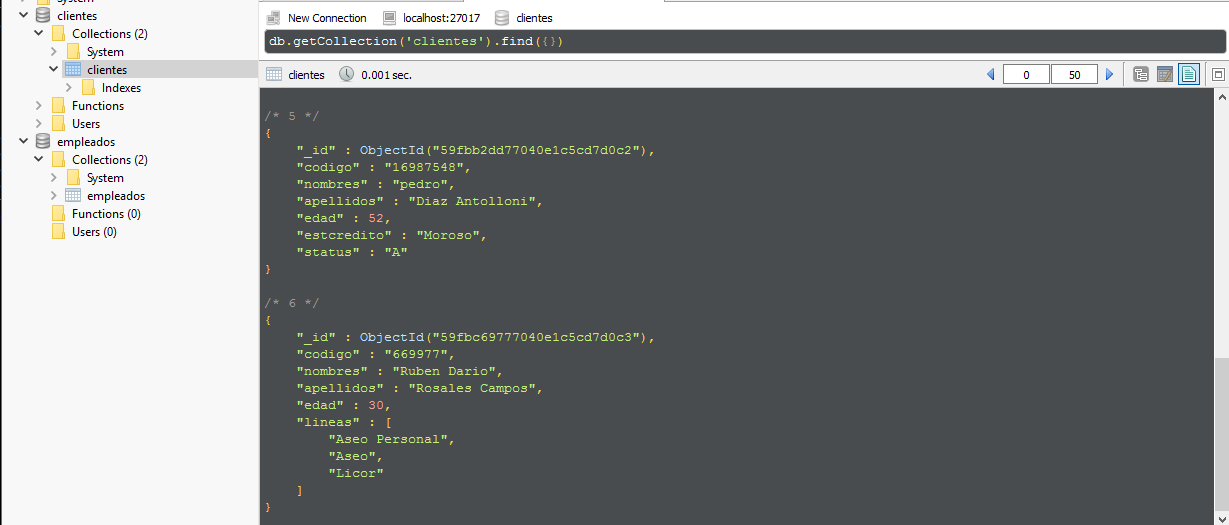 clientes
Collections (2)
System
clientes
Indexes
Functions
Users
empleados
Collections (2)
System
empleados
Functions (0)
Users (0)
New Connection localhost:27017 clientes
db.getCollection('clientes').find({})
clientes 0.001 sec. 0 50
/* 5 */
{
"_id" : ObjectId("59fbb2dd77040e1c5cd7d0c2"),
"codigo" : "16987548",
"nombres" : "pedro",
"apellidos" : "Diaz Antolloni",
"edad" : 52,
"estcredito" : "Moroso",
"status" : "A"
}
/* 6 */
{
"_id" : ObjectId("59fbc69777040e1c5cd7d0c3"),
"codigo" : "669977",
"nombres" : "Ruben Dario",
"apellidos" : "Rosales Campos",
"edad" : 30,
"lineas" : [
"Aseo Personal",
"Aseo",
"Licor"
]
}